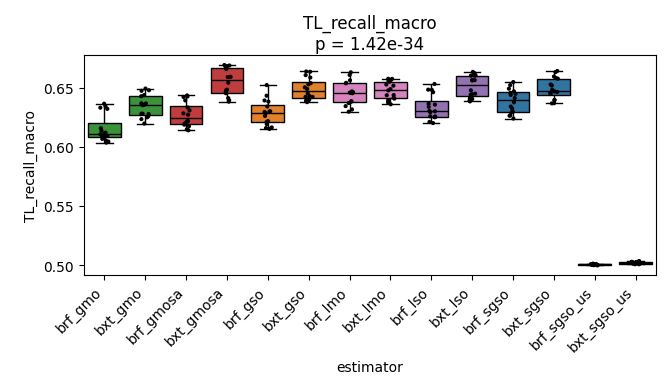 TL_recall_macro
p = 1.42e-34
TL_recall_macro
0.65
0.60
0.55
0.50
brf_gmo
bxt_gmo
brf_gmosa
bxt_gmosa
brf_gso
bxt_gso
brf_lmo
bxt_lmo
brf_lso
bxt_lso
brf_sgso
bxt_sgso
brf_sgso_us
bxt_sgso_us
estimator